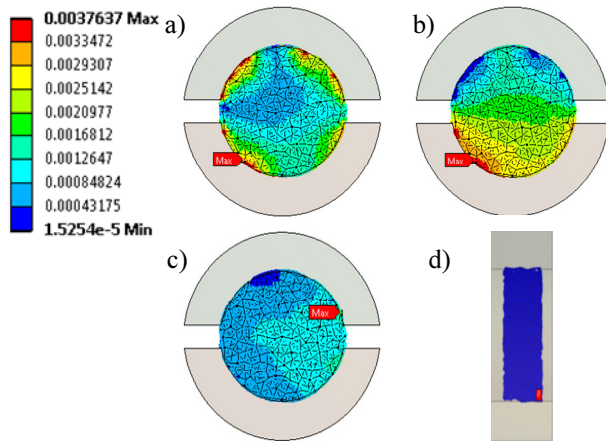 0.0037637 Max
0.0033472
0.0029307
0.0025142
0.0020977
0.0016812
0.0012647
0.00084824
0.00043175
1.5254e-5 Min
a)
Max
b)
Max
c)
Max
d)